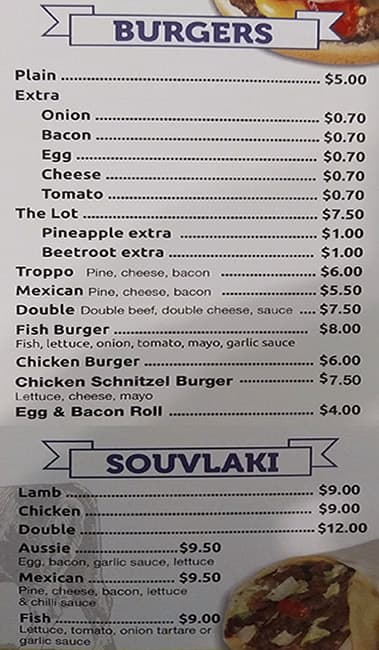 BURGERS
Plain ........ $5.00
Extra
Onion ........ $0.70
Bacon ........ $0.70
Egg ........ $0.70
Cheese ........ $0.70
Tomato ........ $0.70
The Lot ........ $7.50
Pineapple extra ........ $1.00
Beetroot extra ........ $1.00
Troppo Pine, cheese, bacon ........ $6.00
Mexican Pine, cheese, bacon ........ $5.50
Double Double beef, double cheese, sauce .... $7.50
Fish Burger ........ $8.00
Fish, lettuce, onion, tomato, mayo, garlic sauce
Chicken Burger ........ $6.00
Chicken Schnitzel Burger ........ $7.50
Lettuce, cheese, mayo
Egg & Bacon Roll ........ $4.00
SOUVLAKI
Lamb ........ $9.00
Chicken ........ $9.00
Double ........ $12.00
Aussie ........ $9.50
Egg, bacon, garlic sauce, lettuce
Mexican ........ $9.50
Pine, cheese, bacon, lettuce
& chilli sauce
Fish ........ $9.00
Lettuce, tomato, onion tartare or
garlic sauce